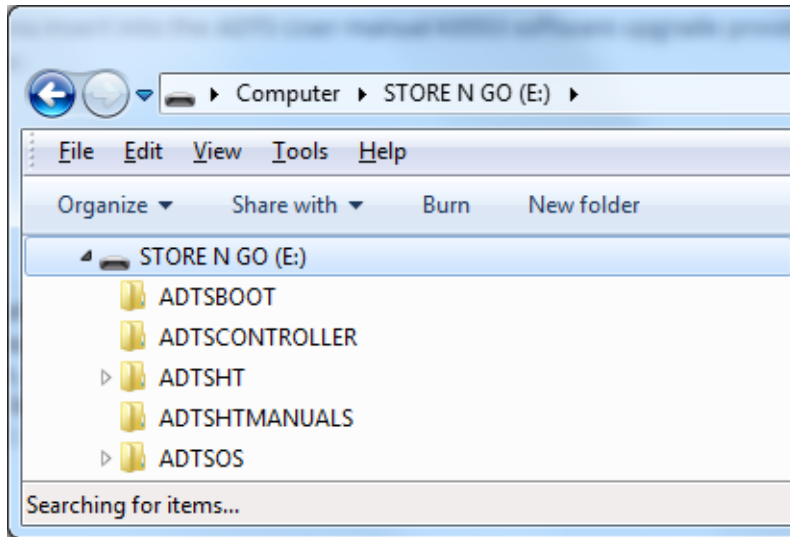 Computer STORE N GO (E:)
File Edit View Tools Help
Organize Share with Burn New folder
STORE N GO (E:)
ADTSBOOT
ADTSCONTROLLER
ADTSHT
ADTSHTMANUALS
ADTSOS
Searching for items...